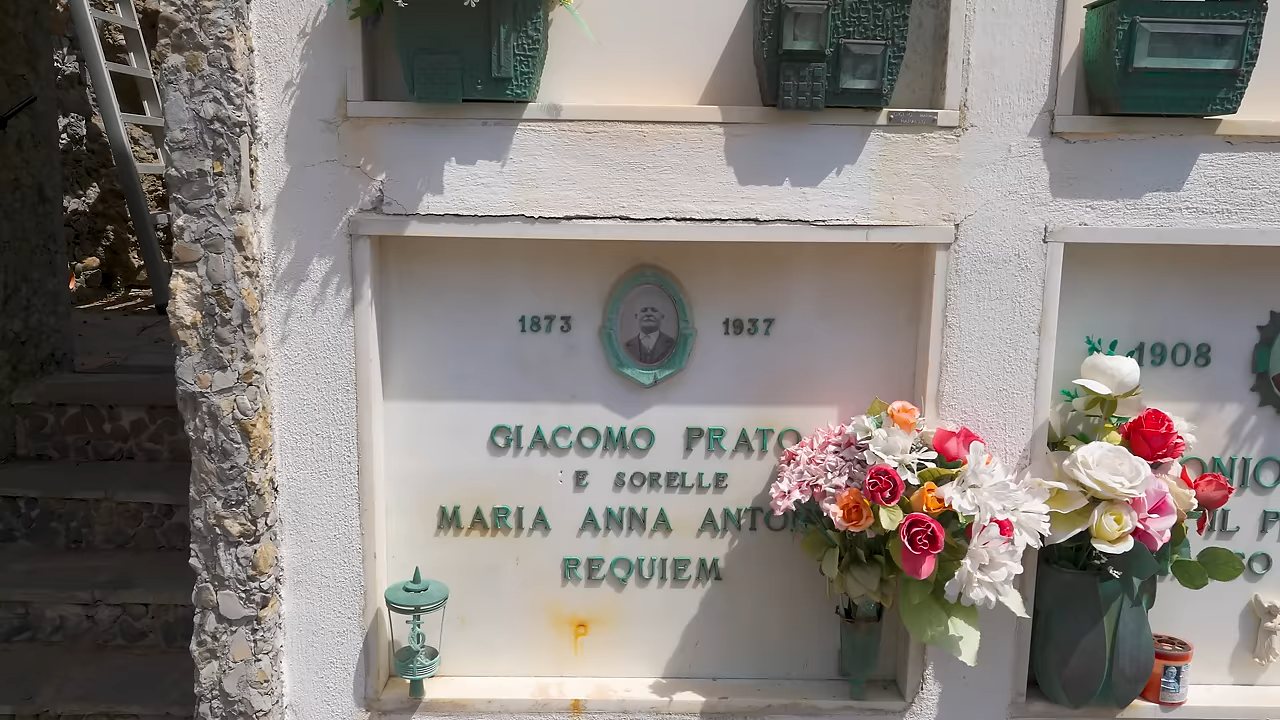 1873 1937
GIACOMO PRATO
E SORELLE
MARIA ANNA
REQUIEM
1908